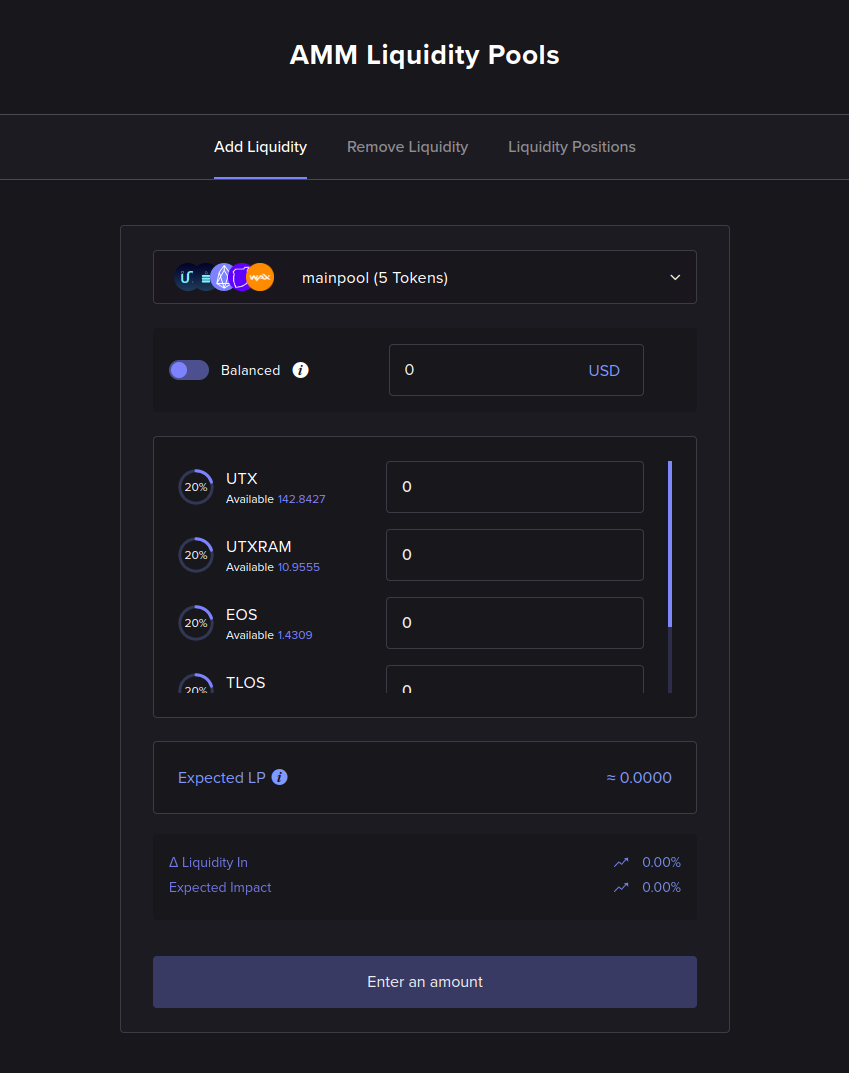 AMM Liquidity Pools
Add Liquidity Remove Liquidity Liquidity Positions
mainpool (5 Tokens)
Balanced i 0 USD
20% UTX 0
Available 142.8427
20% UTXRAM 0
Available 10.9555
20% EOS 0
Available 1.4309
20% TLOS 0
Expected LP i ≈ 0.0000
Δ Liquidity In 0.00%
Expected Impact 0.00%
Enter an amount